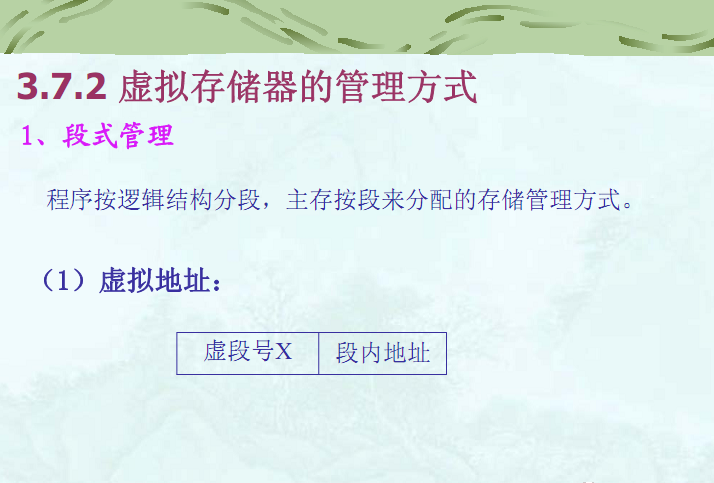 3.7.2 虚拟存储器的管理方式
1、段式管理
程序按逻辑结构分段，主存按段来分配的存储管理方式。
（1）虚拟地址：
虚段号X 段内地址